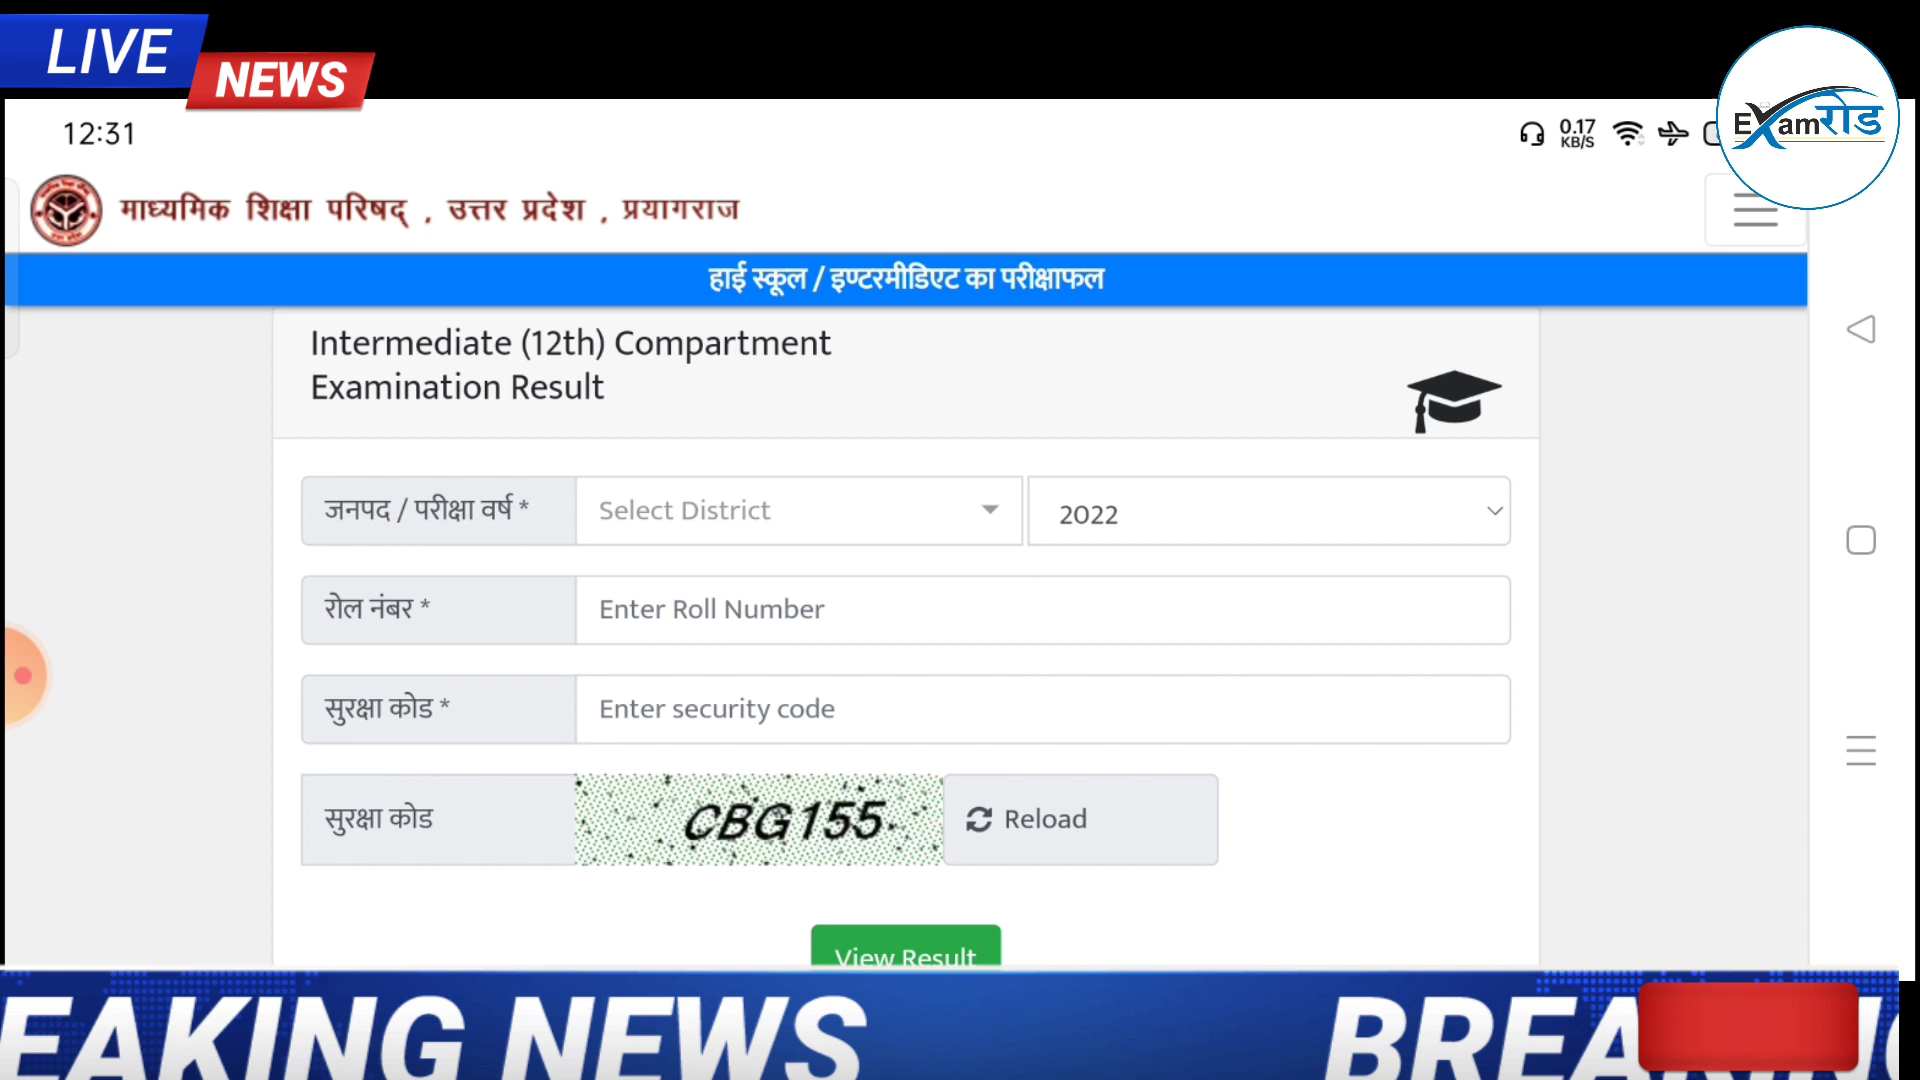 LIVE
NEWS
12:31
0.17
KB/S
Examरोड
माध्यमिक शिक्षा परिषद् , उत्तर प्रदेश , प्रयागराज
हाई स्कूल / इण्टरमीडिएट का परीक्षाफल
Intermediate (12th) Compartment
Examination Result
जनपद / परीक्षा वर्ष * Select District 2022
रोल नंबर * Enter Roll Number
सुरक्षा कोड * Enter security code
सुरक्षा कोड CBG155 Reload
View Result
EAKING NEWS BREA